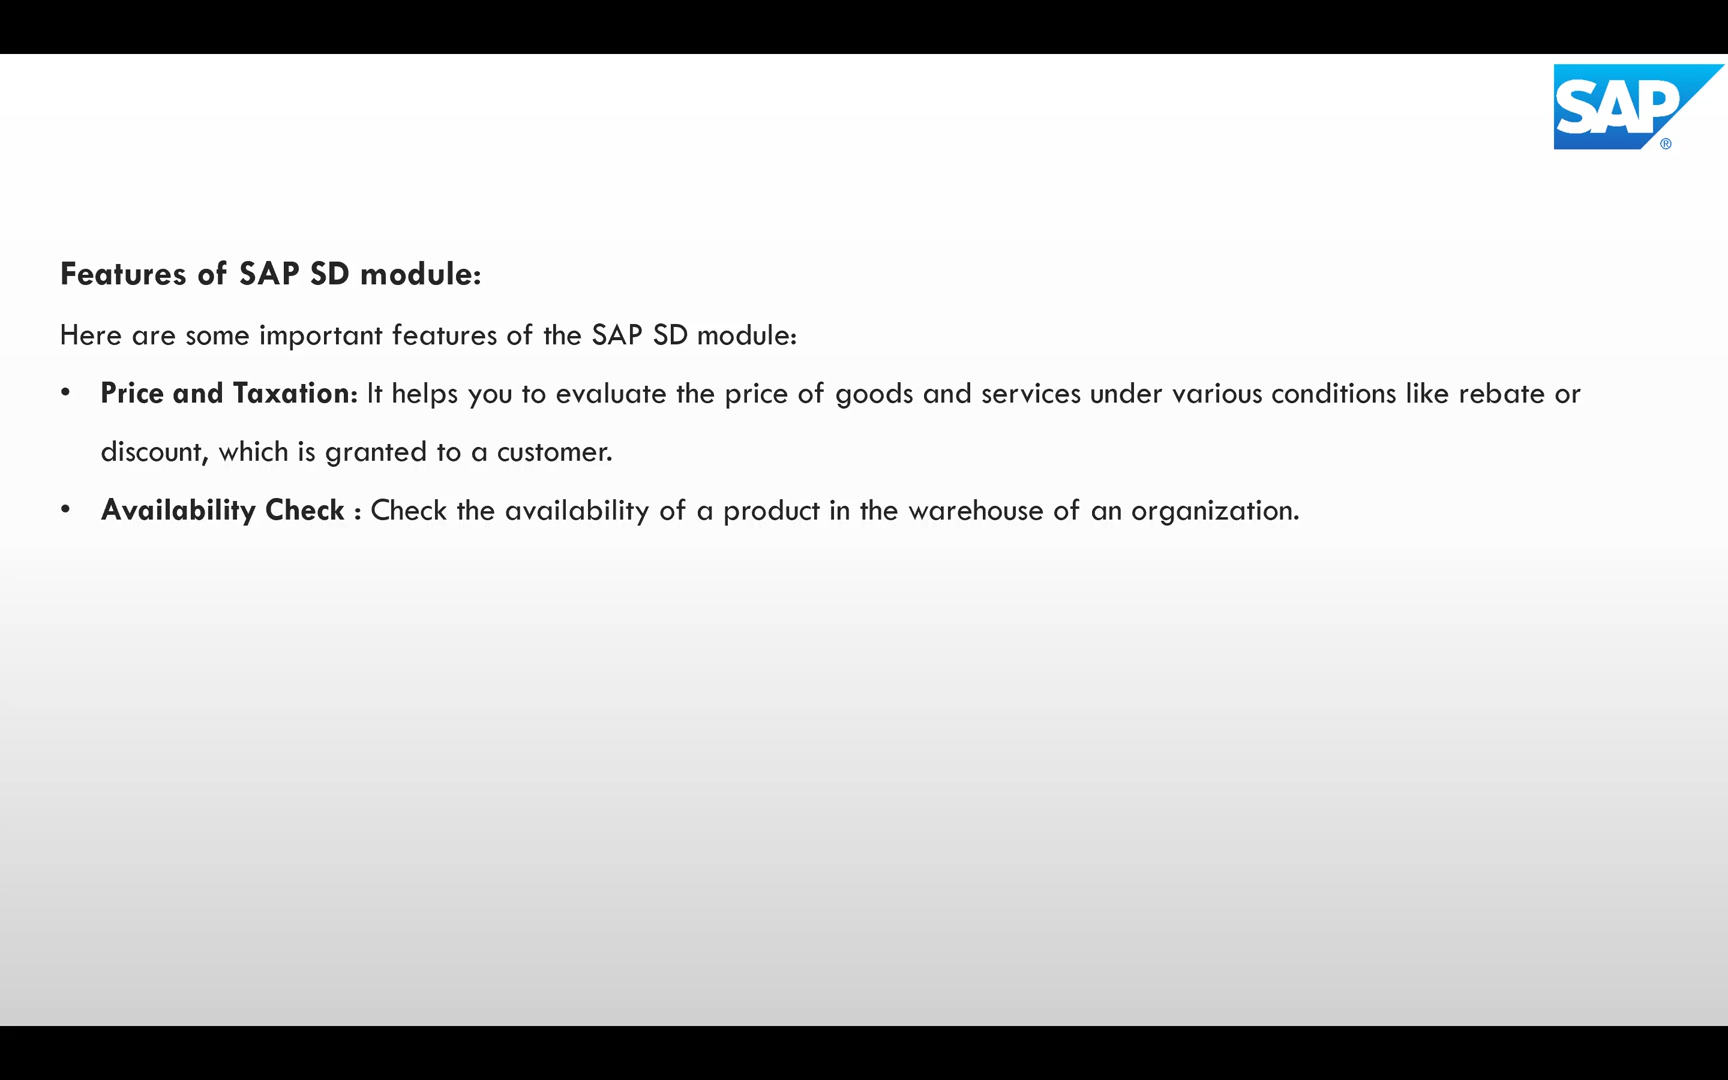 SAP
®
Features of SAP SD module:
Here are some important features of the SAP SD module:
• Price and Taxation: It helps you to evaluate the price of goods and services under various conditions like rebate or
discount, which is granted to a customer.
• Availability Check : Check the availability of a product in the warehouse of an organization.